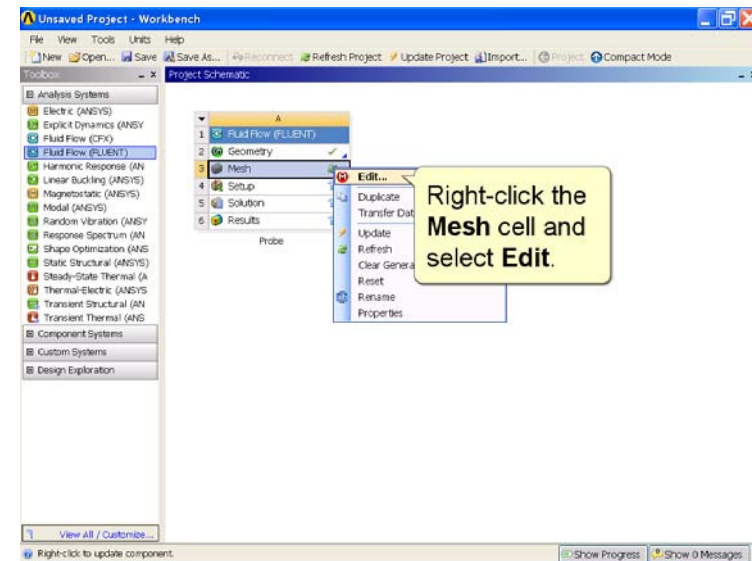 Unsaved Project - Workbench
File View Tools Units Help
New Open... Save Save As... Reconnect Refresh Project Update Project Import... Project Compact Mode
Toolbox
Project Schematic
Analysis Systems
Electric (ANSYS)
Explicit Dynamics (ANSY
Fluid Flow (CFX)
Fluid Flow (FLUENT)
Harmonic Response (AN
Linear Buckling (ANSYS)
Magnetostatic (ANSYS)
Modal (ANSYS)
Random Vibration (ANSY
Response Spectrum (AN
Shape Optimization (ANS
Static Structural (ANSYS)
Steady-State Thermal (A
Thermal-Electric (ANSYS
Transient Structural (AN
Transient Thermal (ANS
Component Systems
Custom Systems
Design Exploration
View All / Customize...
A
1 Fluid Flow (FLUENT)
2 Geometry
3 Mesh
4 Setup
5 Solution
6 Results
Probe
Edit...
Duplicate
Transfer Dat
Update
Refresh
Clear Genera
Reset
Rename
Properties
Right-click the
Mesh cell and
select Edit.
Right-click to update component.
Show Progress Show 0 Messages